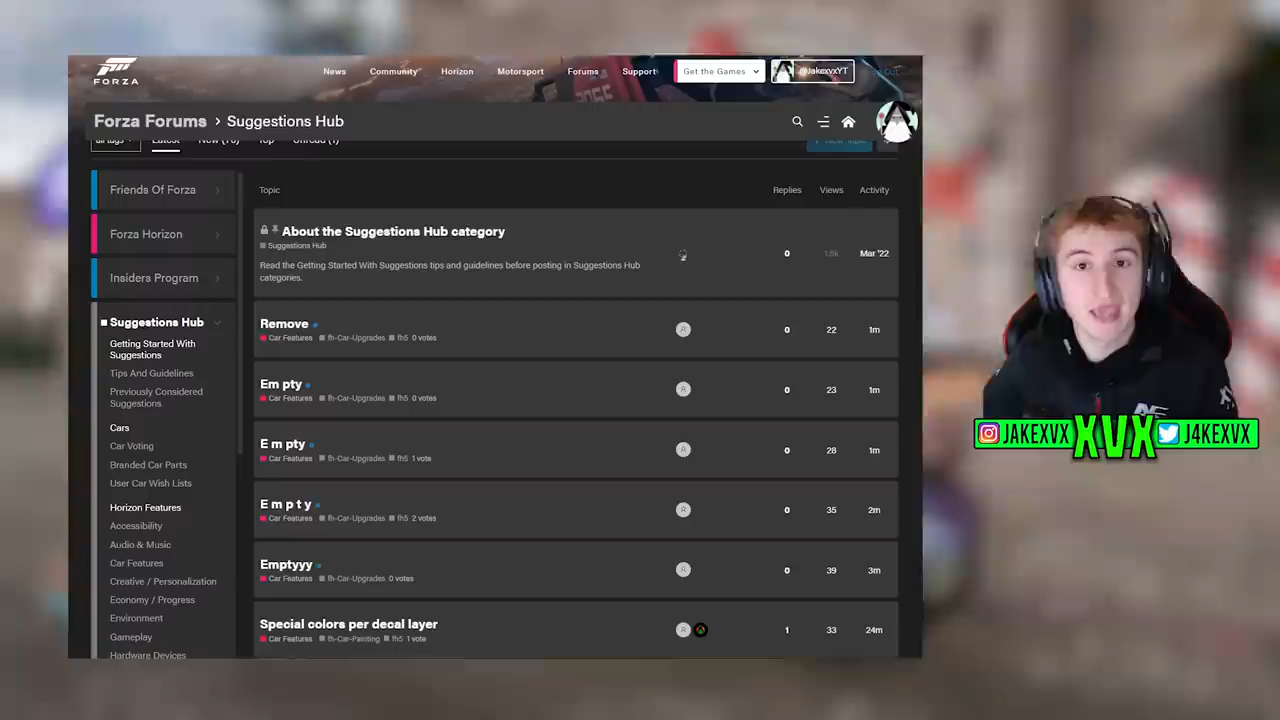 FORZA
News Community Horizon Motorsport Forums Support Get the Games @JakexvxYT
Forza Forums › Suggestions Hub
all tags Latest New Top Unread (1)
Friends Of Forza
Forza Horizon
Insiders Program
Suggestions Hub
Getting Started With
Suggestions
Tips And Guidelines
Previously Considered
Suggestions
Cars
Car Voting
Branded Car Parts
User Car Wish Lists
Horizon Features
Accessibility
Audio & Music
Car Features
Creative / Personalization
Economy / Progress
Environment
Gameplay
Hardware Devices
Topic Replies Views Activity
About the Suggestions Hub category
Suggestions Hub
Read the Getting Started With Suggestions tips and guidelines before posting in Suggestions Hub
categories.
0 1.8k Mar '22
Remove
Car Features fh-Car-Upgrades fh5 0 votes
0 22 1m
Em pty
Car Features fh-Car-Upgrades fh5 0 votes
0 23 1m
E m pty
Car Features fh-Car-Upgrades fh5 1 vote
0 28 1m
E m p t y
Car Features fh-Car-Upgrades fh5 2 votes
0 35 2m
Emptyyy
Car Features fh-Car-Upgrades 0 votes
0 39 3m
Special colors per decal layer
Car Features fh-Car-Painting fh5 1 vote
1 33 24m
JAKEXVX XVX J4KEXVX